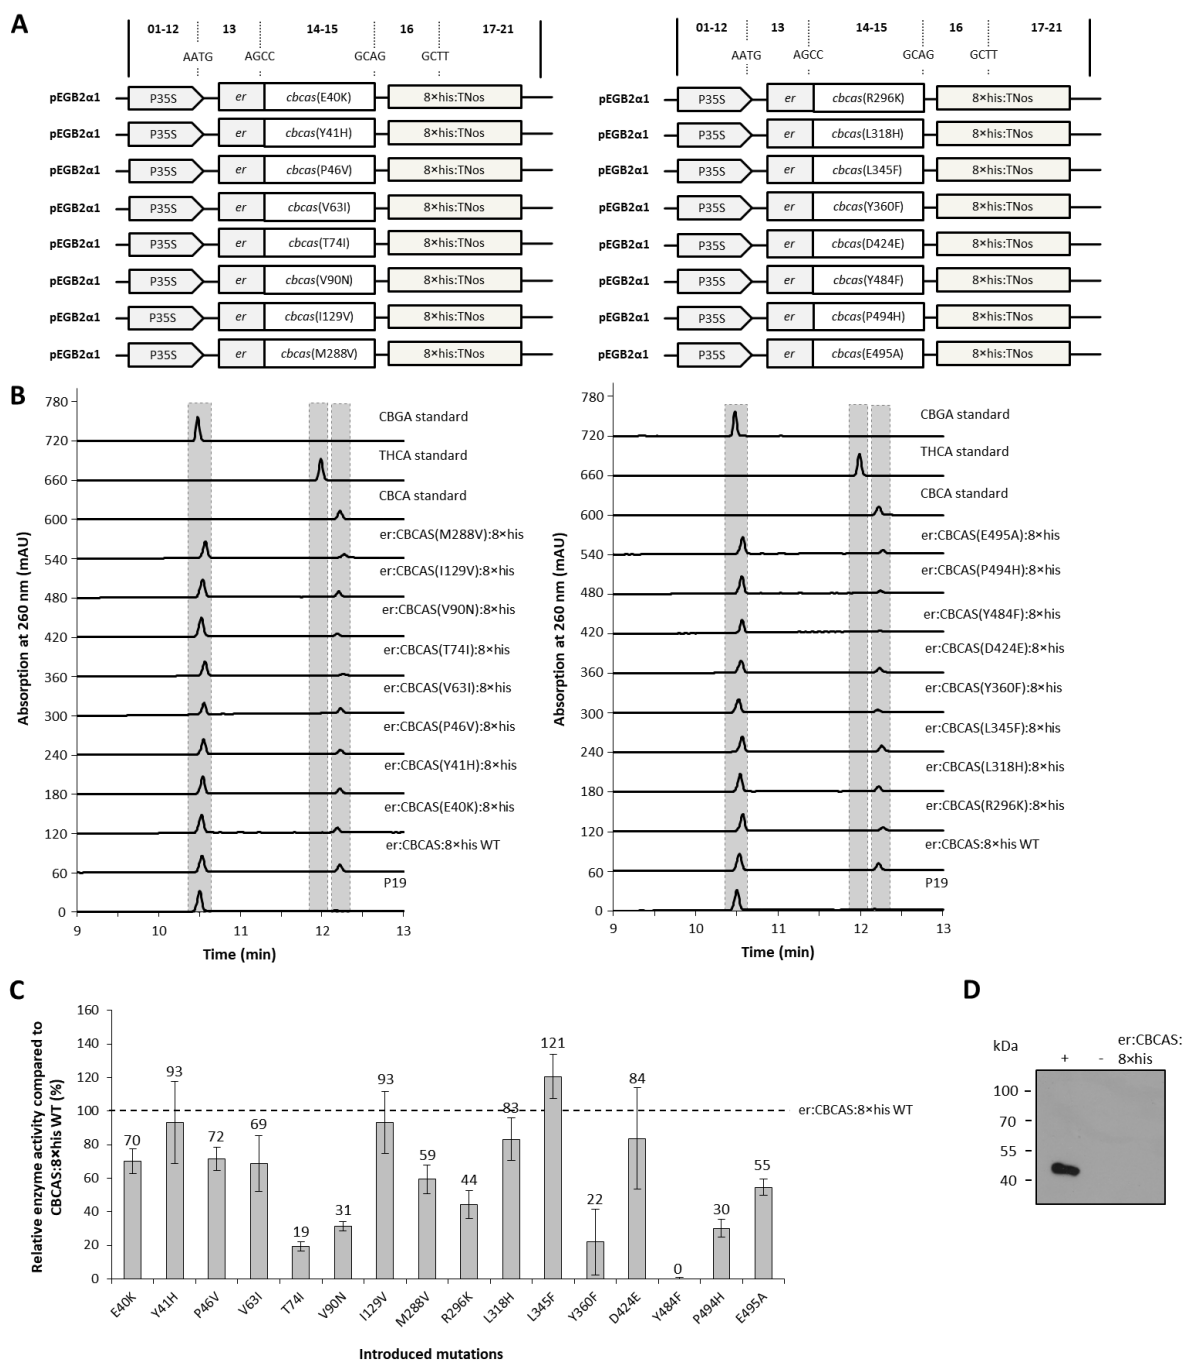 A
01-12 13 14-15 16 17-21
AATG AGCC GCAG GCTT
pEGB2α1 P35S er cbcas(E40K) 8×his:TNos
pEGB2α1 P35S er cbcas(Y41H) 8×his:TNos
pEGB2α1 P35S er cbcas(P46V) 8×his:TNos
pEGB2α1 P35S er cbcas(V63I) 8×his:TNos
pEGB2α1 P35S er cbcas(T74I) 8×his:TNos
pEGB2α1 P35S er cbcas(V90N) 8×his:TNos
pEGB2α1 P35S er cbcas(I129V) 8×his:TNos
pEGB2α1 P35S er cbcas(M288V) 8×his:TNos
01-12 13 14-15 16 17-21
AATG AGCC GCAG GCTT
pEGB2α1 P35S er cbcas(R296K) 8×his:TNos
pEGB2α1 P35S er cbcas(L318H) 8×his:TNos
pEGB2α1 P35S er cbcas(L345F) 8×his:TNos
pEGB2α1 P35S er cbcas(Y360F) 8×his:TNos
pEGB2α1 P35S er cbcas(D424E) 8×his:TNos
pEGB2α1 P35S er cbcas(Y484F) 8×his:TNos
pEGB2α1 P35S er cbcas(P494H) 8×his:TNos
pEGB2α1 P35S er cbcas(E495A) 8×his:TNos
B
Absorption at 260 nm (mAU)
780
720
660
600
540
480
420
360
300
240
180
120
60
0
CBGA standard
THCA standard
CBCA standard
er:CBCAS(M288V):8×his
er:CBCAS(I129V):8×his
er:CBCAS(V90N):8×his
er:CBCAS(T74I):8×his
er:CBCAS(V63I):8×his
er:CBCAS(P46V):8×his
er:CBCAS(Y41H):8×his
er:CBCAS(E40K):8×his
er:CBCAS:8×his WT
P19
9 10 11 12 13
Time (min)
Absorption at 260 nm (mAU)
780
720
660
600
540
480
420
360
300
240
180
120
60
0
CBGA standard
THCA standard
CBCA standard
er:CBCAS(E495A):8×his
er:CBCAS(P494H):8×his
er:CBCAS(Y484F):8×his
er:CBCAS(D424E):8×his
er:CBCAS(Y360F):8×his
er:CBCAS(L345F):8×his
er:CBCAS(L318H):8×his
er:CBCAS(R296K):8×his
er:CBCAS:8×his WT
P19
9 10 11 12 13
Time (min)
C
Relative enzyme activity compared to
CBCAS:8×his WT (%)
160
140
120
100
80
60
40
20
0
70 93 72 69 19 31 93 59 44 83 121 22 84 0 30 55
er:CBCAS:8×his WT
E40K Y41H P46V V63I T74I V90N I129V M288V R296K L318H L345F Y360F D424E Y484F P494H E495A
Introduced mutations
D
kDa + - er:CBCAS:
8×his
100
70
55
40